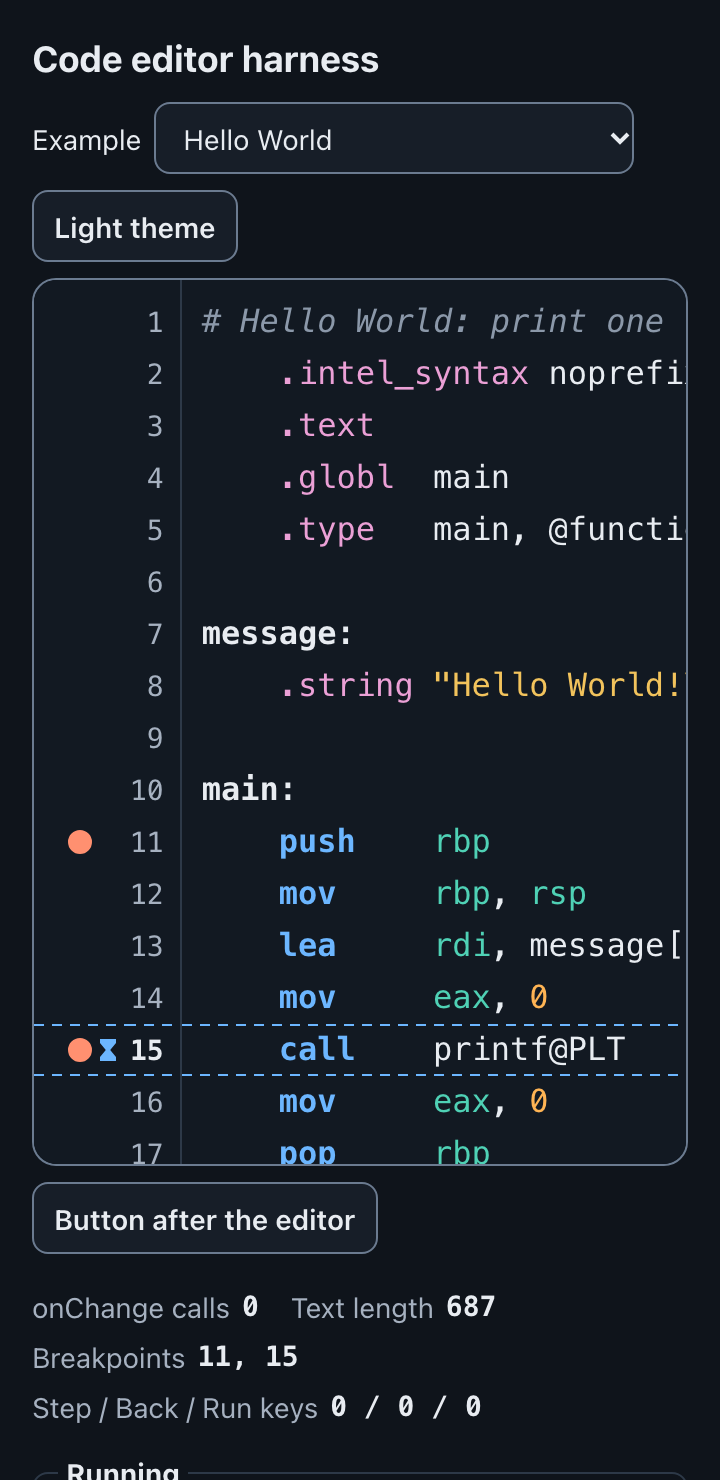 Code editor harness
Example Hello World
Light theme
1 # Hello World: print one
2 .intel_syntax noprefi
3 .text
4 .globl main
5 .type main, @functi
6
7 message:
8 .string "Hello World!
9
10 main:
11 push rbp
12 mov rbp, rsp
13 lea rdi, message[
14 mov eax, 0
15 call printf@PLT
16 mov eax, 0
17 pop rbp
Button after the editor
onChange calls 0 Text length 687
Breakpoints 11, 15
Step / Back / Run keys 0 / 0 / 0
Running